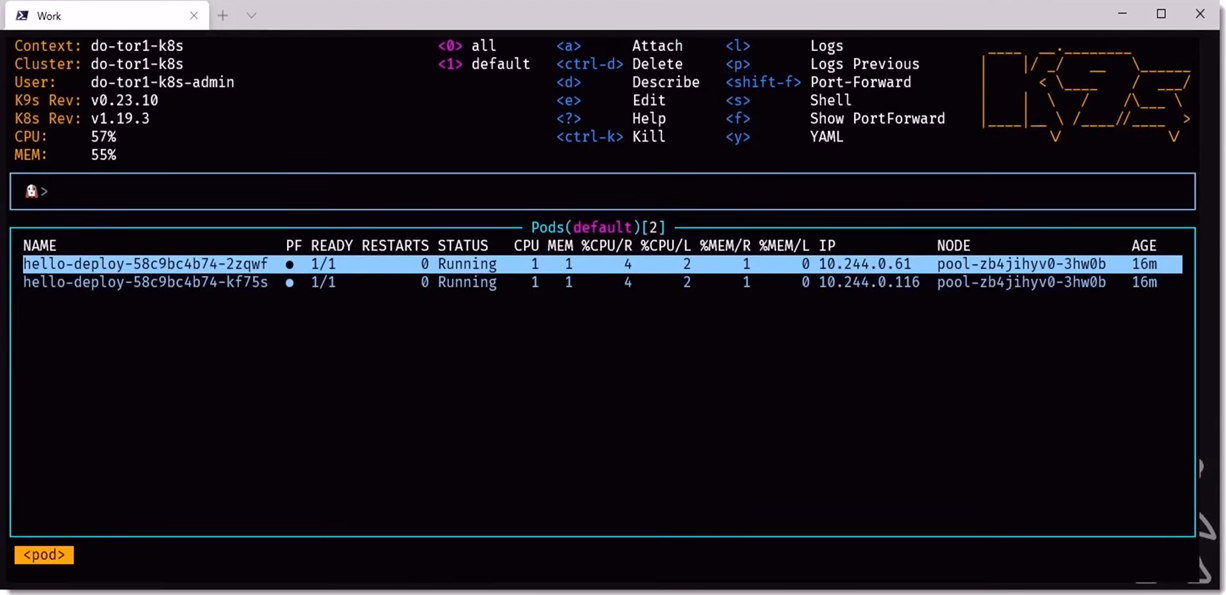 Work
Context: do-tor1-k8s <0> all <a> Attach <l> Logs
Cluster: do-tor1-k8s <1> default <ctrl-d> Delete <p> Logs Previous
User: do-tor1-k8s-admin <d> Describe <shift-f> Port-Forward
K9s Rev: v0.23.10 <e> Edit <s> Shell
K8s Rev: v1.19.3 <?> Help <f> Show PortForward
CPU: 57% <ctrl-k> Kill <y> YAML
MEM: 55%
K9s
>
Pods(default)[2]
NAME PF READY RESTARTS STATUS CPU MEM %CPU/R %CPU/L %MEM/R %MEM/L IP NODE AGE
hello-deploy-58c9bc4b74-2zqwf ● 1/1 0 Running 1 1 4 2 1 0 10.244.0.61 pool-zb4jihyv0-3hw0b 16m
hello-deploy-58c9bc4b74-kf75s ● 1/1 0 Running 1 1 4 2 1 0 10.244.0.116 pool-zb4jihyv0-3hw0b 16m
<pod>